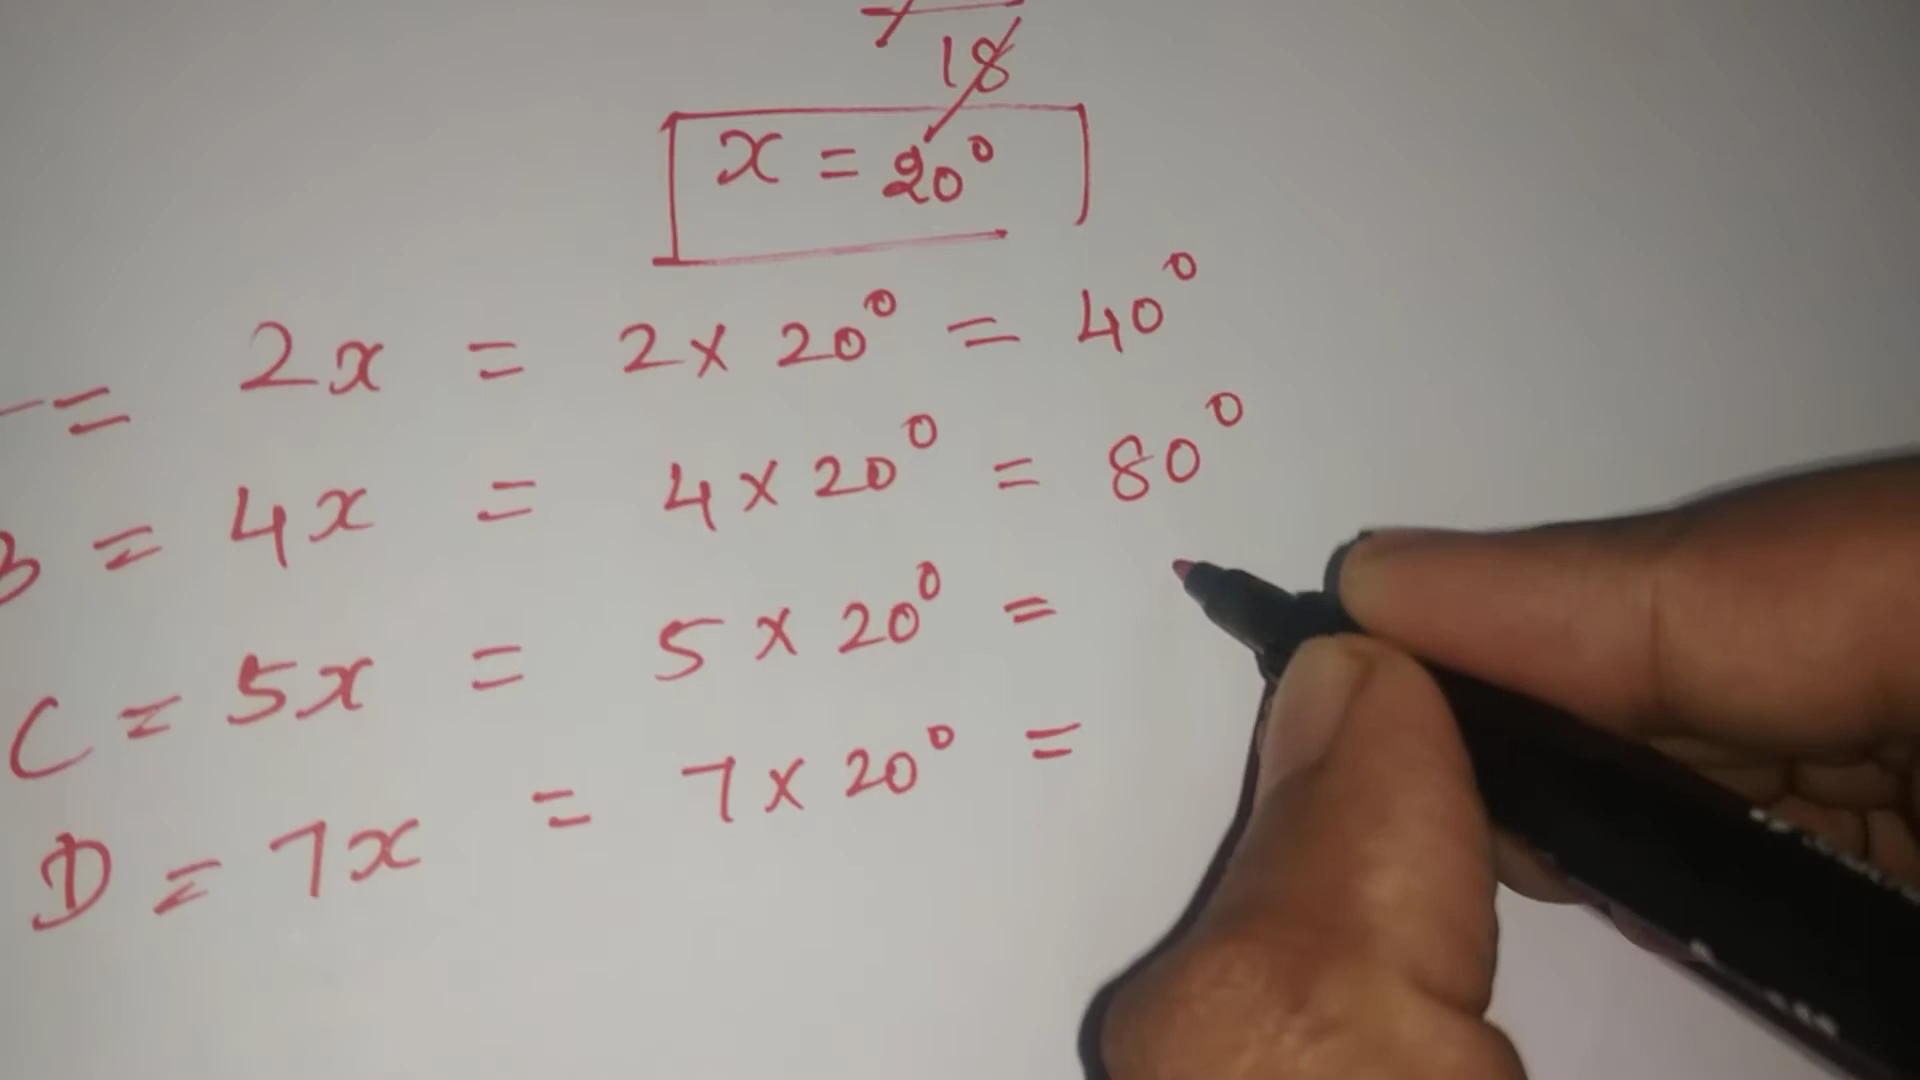 18
x = 20°
= 2x = 2 × 20° = 40°
B = 4x = 4 × 20° = 80°
C = 5x = 5 × 20° =
D = 7x = 7 × 20° =